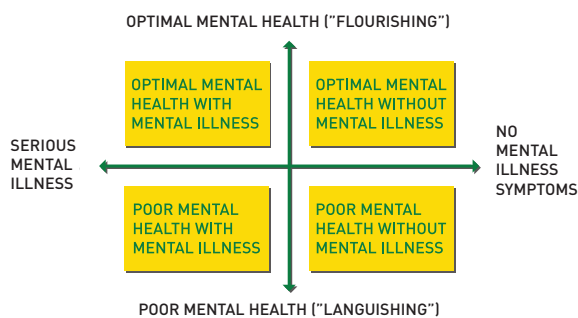 OPTIMAL MENTAL HEALTH ("FLOURISHING")
OPTIMAL MENTAL
HEALTH WITH
MENTAL ILLNESS
OPTIMAL MENTAL
HEALTH WITHOUT
MENTAL ILLNESS
SERIOUS
MENTAL
ILLNESS
NO
MENTAL
ILLNESS
SYMPTOMS
POOR MENTAL
HEALTH WITH
MENTAL ILLNESS
POOR MENTAL
HEALTH WITHOUT
MENTAL ILLNESS
POOR MENTAL HEALTH ("LANGUISHING")